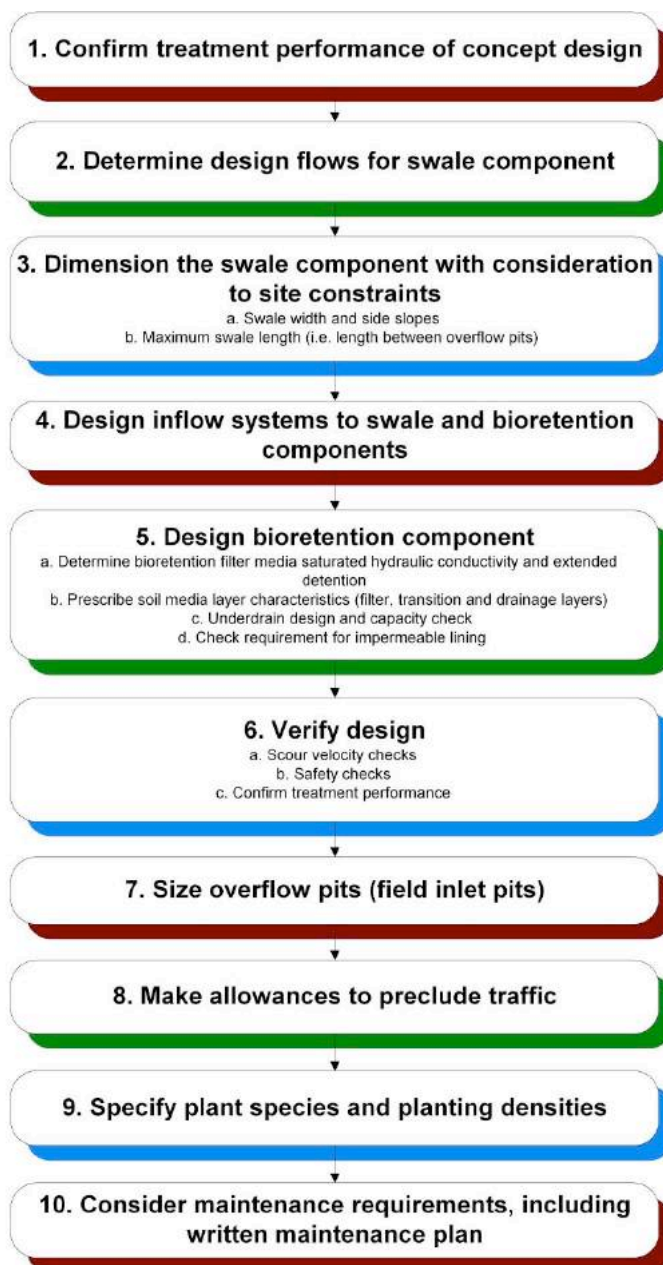 1. Confirm treatment performance of concept design
2. Determine design flows for swale component
3. Dimension the swale component with consideration
to site constraints
a. Swale width and side slopes
b. Maximum swale length (i.e. length between overflow pits)
4. Design inflow systems to swale and bioretention
components
5. Design bioretention component
a. Determine bioretention filter media saturated hydraulic conductivity and extended
detention
b. Prescribe soil media layer characteristics (filter, transition and drainage layers)
c. Underdrain design and capacity check
d. Check requirement for impermeable lining
6. Verify design
a. Scour velocity checks
b. Safety checks
c. Confirm treatment performance
7. Size overflow pits (field inlet pits)
8. Make allowances to preclude traffic
9. Specify plant species and planting densities
10. Consider maintenance requirements, including
written maintenance plan